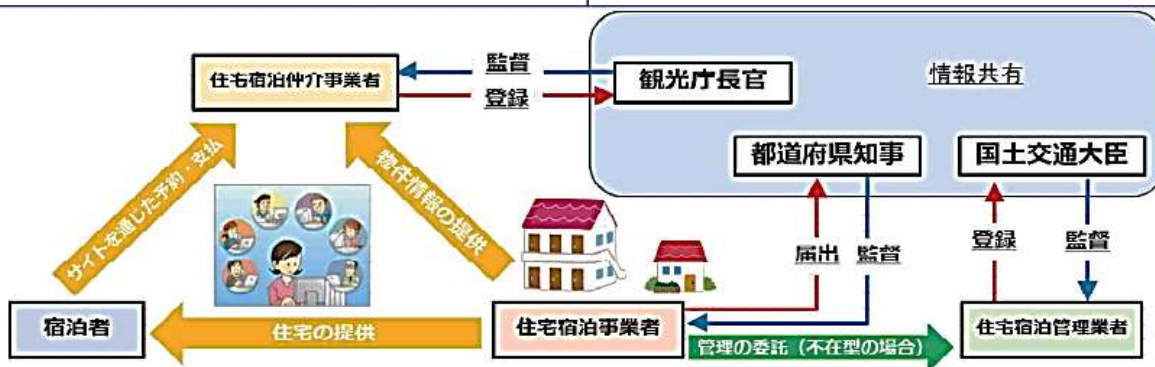 住宅宿泊仲介事業者
監督
登録
観光庁長官
情報共有
都道府県知事
国土交通大臣
サイトを通じた予約・支払
物件情報の提供
届出
監督
登録
監督
宿泊者
住宅の提供
住宅宿泊事業者
管理の委託（不在型の場合）
住宅宿泊管理業者